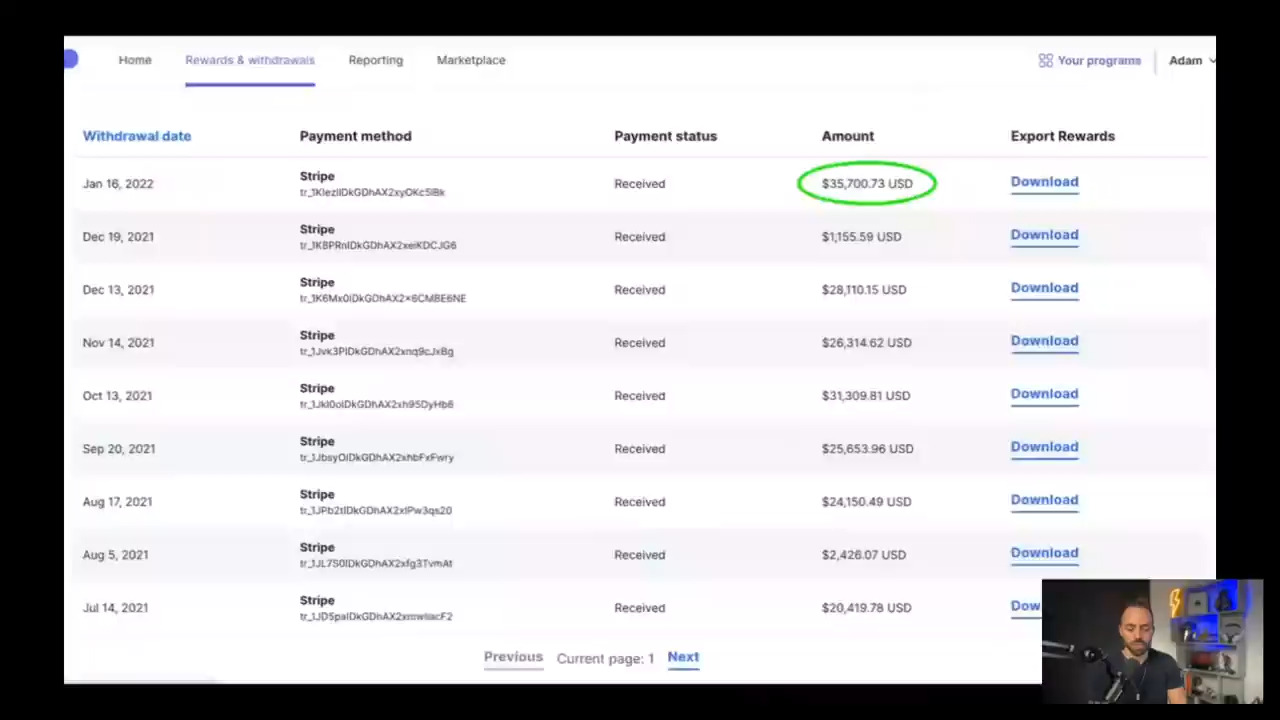 Home Rewards & withdrawals Reporting Marketplace Your programs Adam
Withdrawal date Payment method Payment status Amount Export Rewards
Jan 16, 2022 Stripe Received $35,700.73 USD Download
Dec 19, 2021 Stripe Received $1,155.59 USD Download
Dec 13, 2021 Stripe Received $28,110.15 USD Download
Nov 14, 2021 Stripe Received $26,314.62 USD Download
Oct 13, 2021 Stripe Received $31,309.81 USD Download
Sep 20, 2021 Stripe Received $25,653.96 USD Download
Aug 17, 2021 Stripe Received $24,150.49 USD Download
Aug 5, 2021 Stripe Received $2,426.07 USD Download
Jul 14, 2021 Stripe Received $20,419.78 USD Dow
Previous Current page: 1 Next